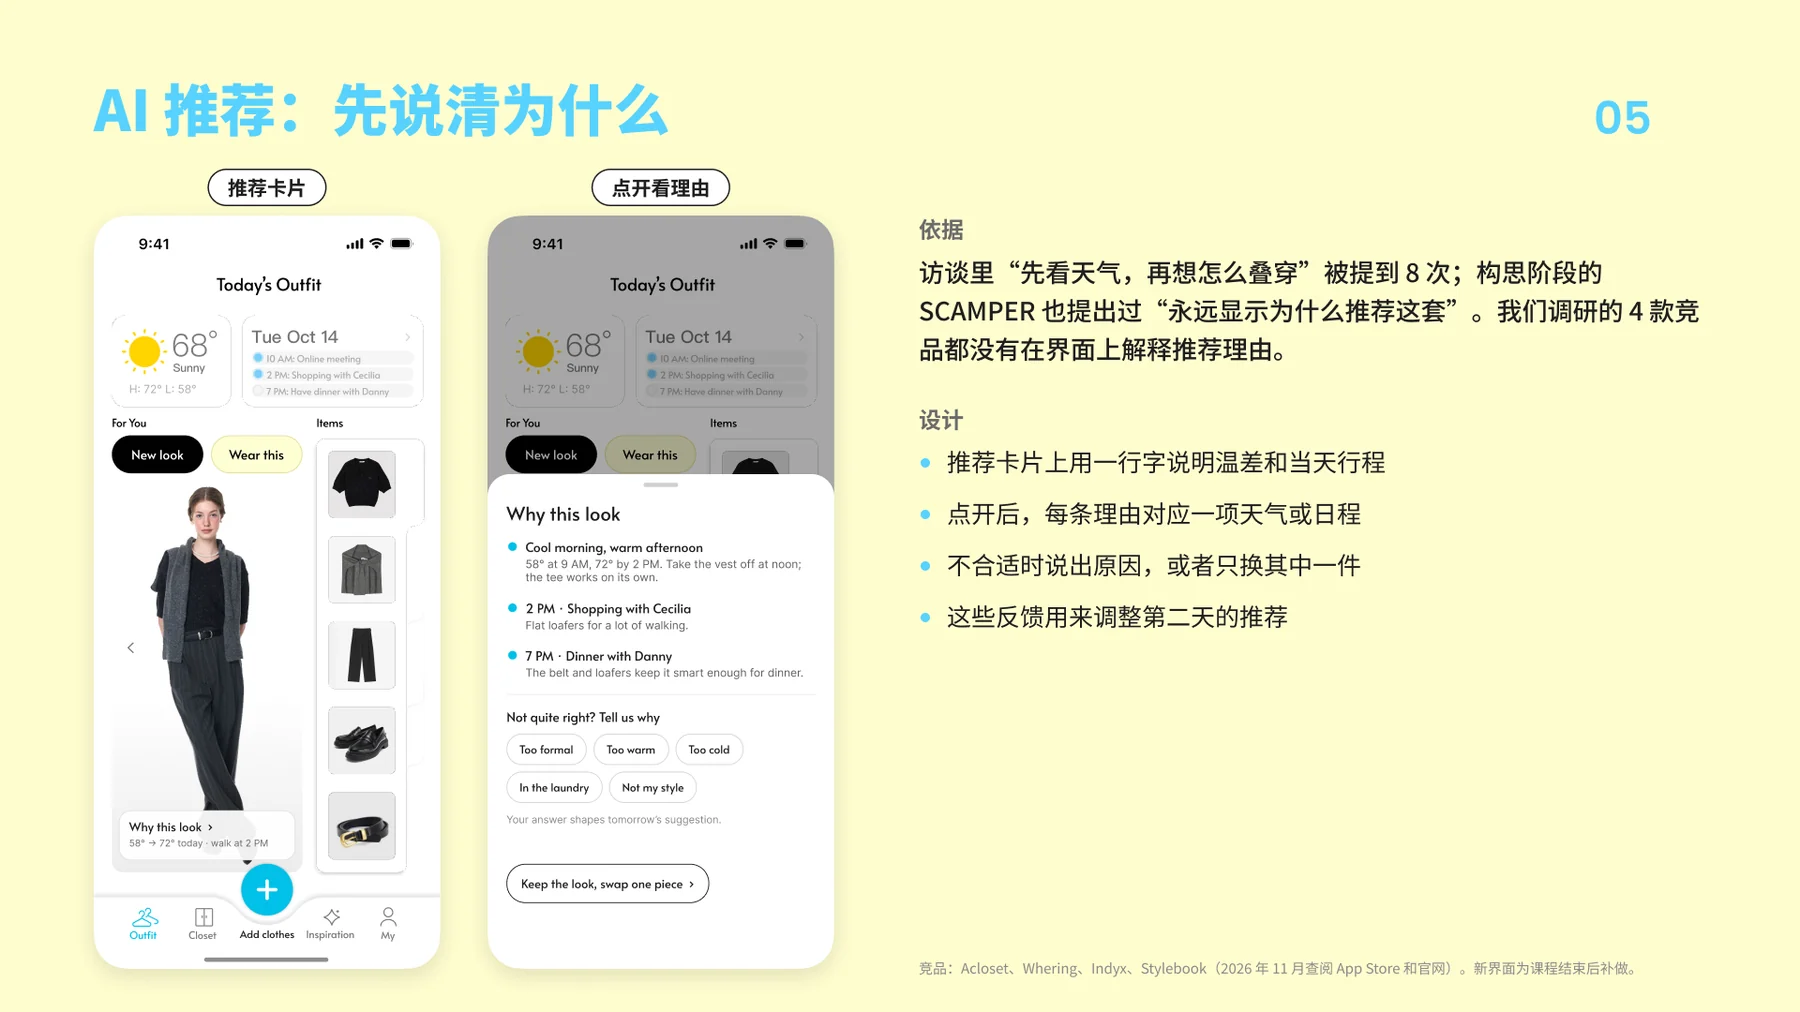 AI 推荐：先说清为什么
05
推荐卡片
9:41
Today's Outfit
68°
Sunny
H: 72° L: 58°
Tue Oct 14
10 AM: Online meeting
2 PM: Shopping with Cecilia
7 PM: Have dinner with Danny
For You
Items
New look
Wear this
Why this look ›
58° → 72° today · walk at 2 PM
Outfit
Closet
Add clothes
Inspiration
My
点开看理由
9:41
Today's Outfit
68°
Sunny
H: 72° L: 58°
Tue Oct 14
10 AM: Online meeting
2 PM: Shopping with Cecilia
7 PM: Have dinner with Danny
For You
Items
New look
Wear this
Why this look
Cool morning, warm afternoon
58° at 9 AM, 72° by 2 PM. Take the vest off at noon;
the tee works on its own.
2 PM · Shopping with Cecilia
Flat loafers for a lot of walking.
7 PM · Dinner with Danny
The belt and loafers keep it smart enough for dinner.
Not quite right? Tell us why
Too formal
Too warm
Too cold
In the laundry
Not my style
Your answer shapes tomorrow's suggestion.
Keep the look, swap one piece ›
依据
访谈里“先看天气，再想怎么叠穿”被提到 8 次；构思阶段的
SCAMPER 也提出过“永远显示为什么推荐这套”。我们调研的 4 款竞
品都没有在界面上解释推荐理由。
设计
推荐卡片上用一行字说明温差和当天行程
点开后，每条理由对应一项天气或日程
不合适时说出原因，或者只换其中一件
这些反馈用来调整第二天的推荐
竞品：Acloset、Whering、Indyx、Stylebook（2026 年 11 月查阅 App Store 和官网）。新界面为课程结束后补做。